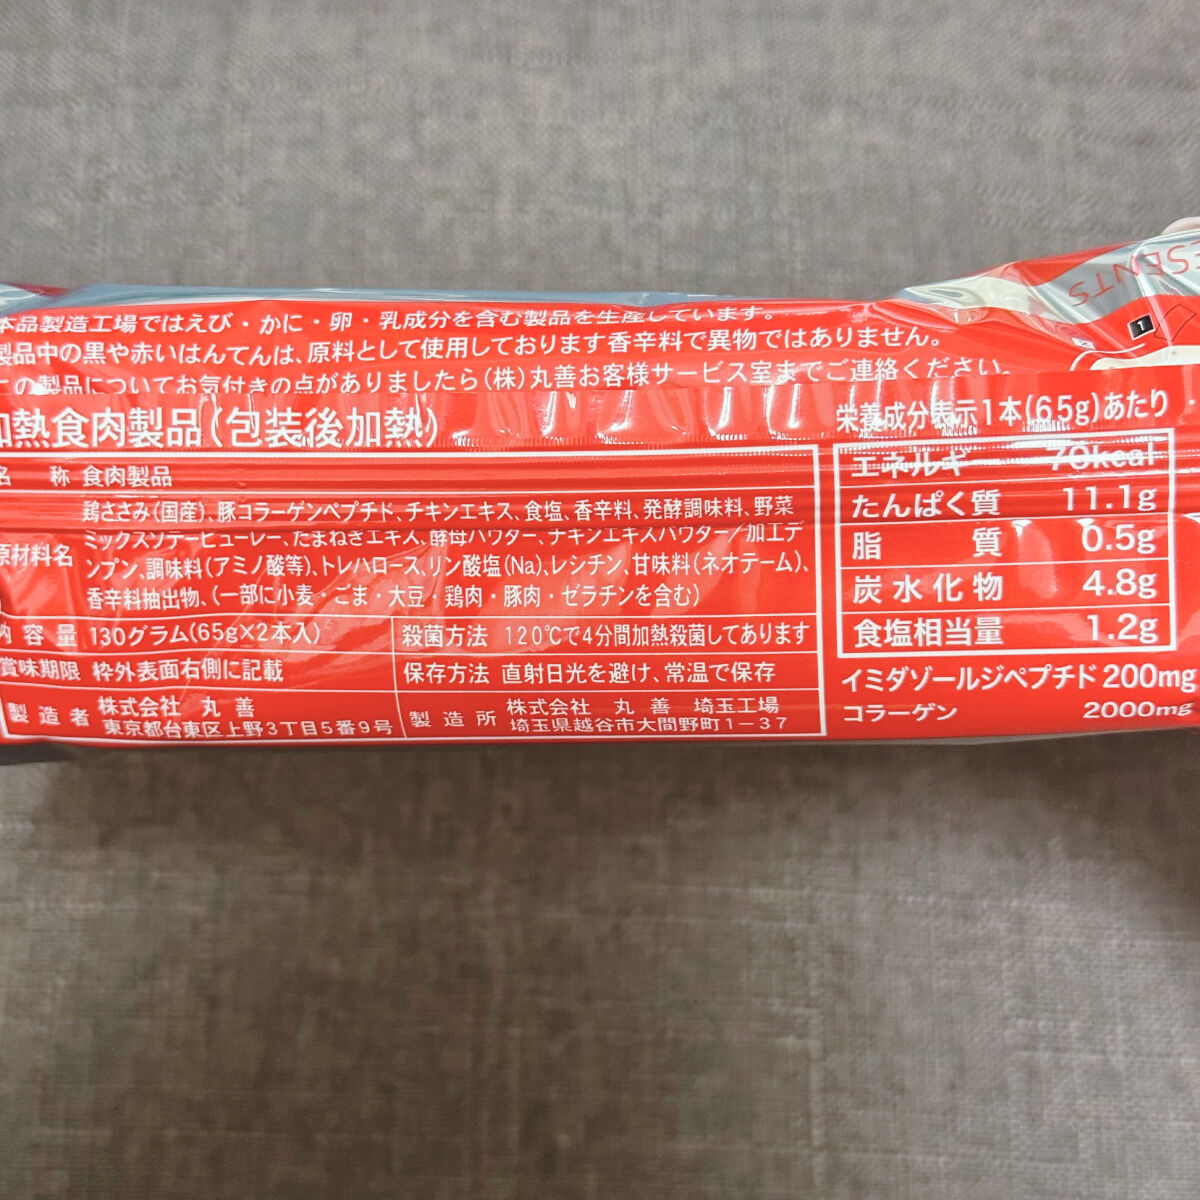 本品製造工場ではえび・かに・卵・乳成分を含む製品を生産しています。
製品中の黒や赤いはんてんは、原料として使用しております香辛料で異物ではありません。
この製品についてお気付きの点がありましたら(株)丸善お客様サービス室までご連絡ください。
加熱食肉製品(包装後加熱)
名 称 食肉製品
原材料名
鶏ささみ(国産)、豚コラーゲンペプチド、チキンエキス、食塩、香辛料、発酵調味料、野菜
ミックスソテーピューレー、たまねぎエキス、酵母パウダー、チキンエキスパウダー/加工デ
ンプン、調味料(アミノ酸等)、トレハロース、リン酸塩(Na)、レシチン、甘味料(ネオテーム)、
香辛料抽出物、(一部に小麦・ごま・大豆・鶏肉・豚肉・ゼラチンを含む)
内容量 130グラム(65g×2本入) 殺菌方法 120℃で4分間加熱殺菌してあります
賞味期限 枠外表面右側に記載 保存方法 直射日光を避け、常温で保存
製造者 株式会社 丸善
東京都台東区上野3丁目5番9号
製造所 株式会社 丸善 埼玉工場
埼玉県越谷市大間野町1-37
栄養成分表示1本(65g)あたり
エネルギー 70kcal
たんぱく質 11.1g
脂質 0.5g
炭水化物 4.8g
食塩相当量 1.2g
イミダゾールジペプチド 200mg
コラーゲン 2000mg
ESENTS
1